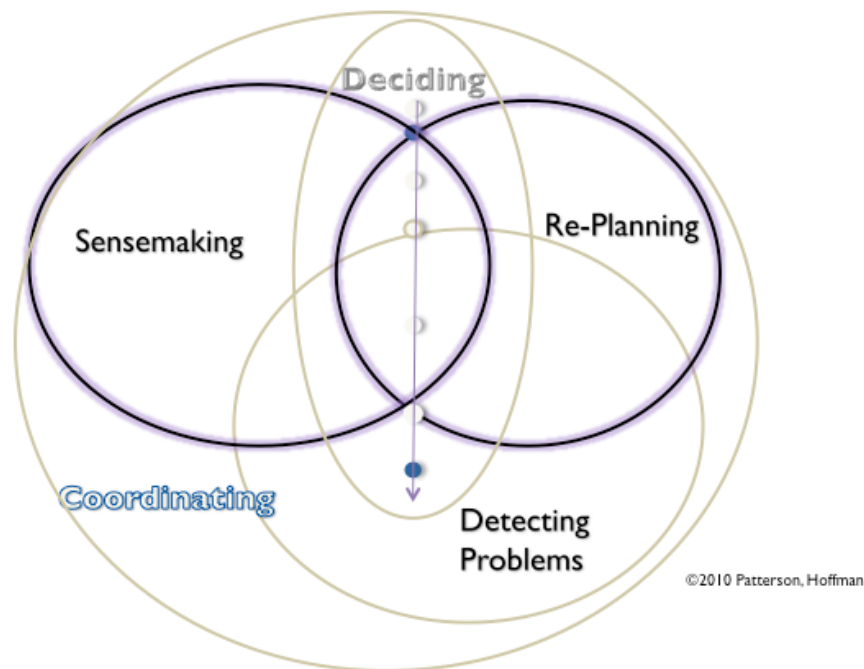 Deciding
Sensemaking
Re-Planning
Coordinating
Detecting
Problems
©2010 Patterson, Hoffman